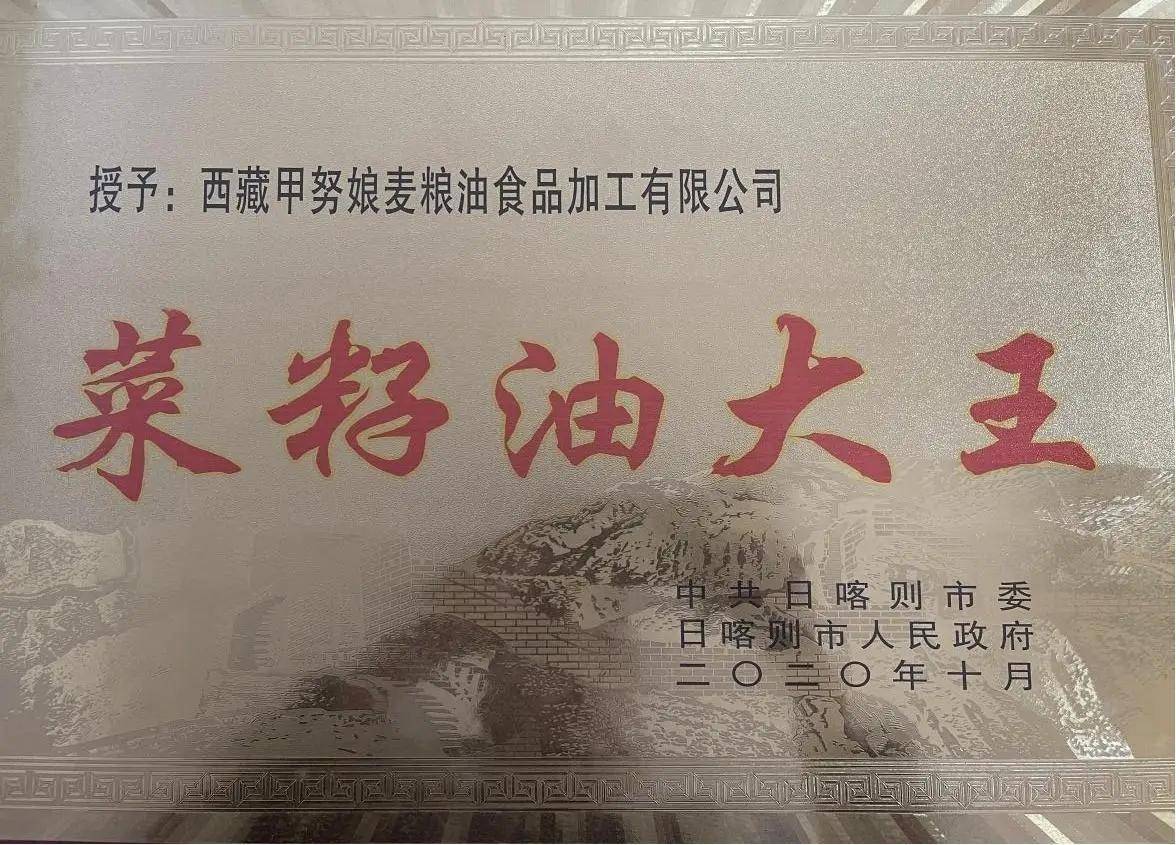 授予：西藏甲努娘麦粮油食品加工有限公司
菜籽油大王
中共日喀则市委
日喀则市人民政府
二〇二〇年十月